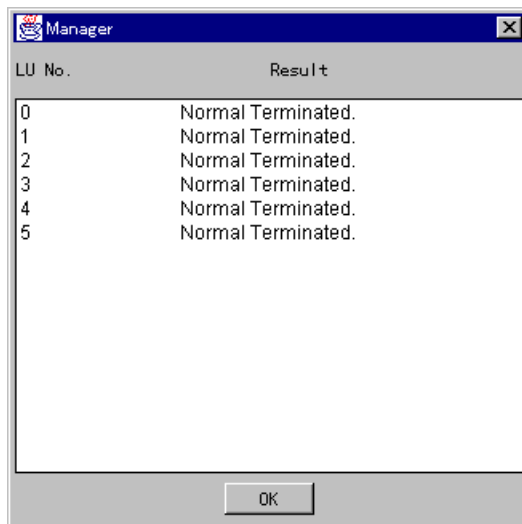 Manager
LU No. Result
0 Normal Terminated.
1 Normal Terminated.
2 Normal Terminated.
3 Normal Terminated.
4 Normal Terminated.
5 Normal Terminated.
OK